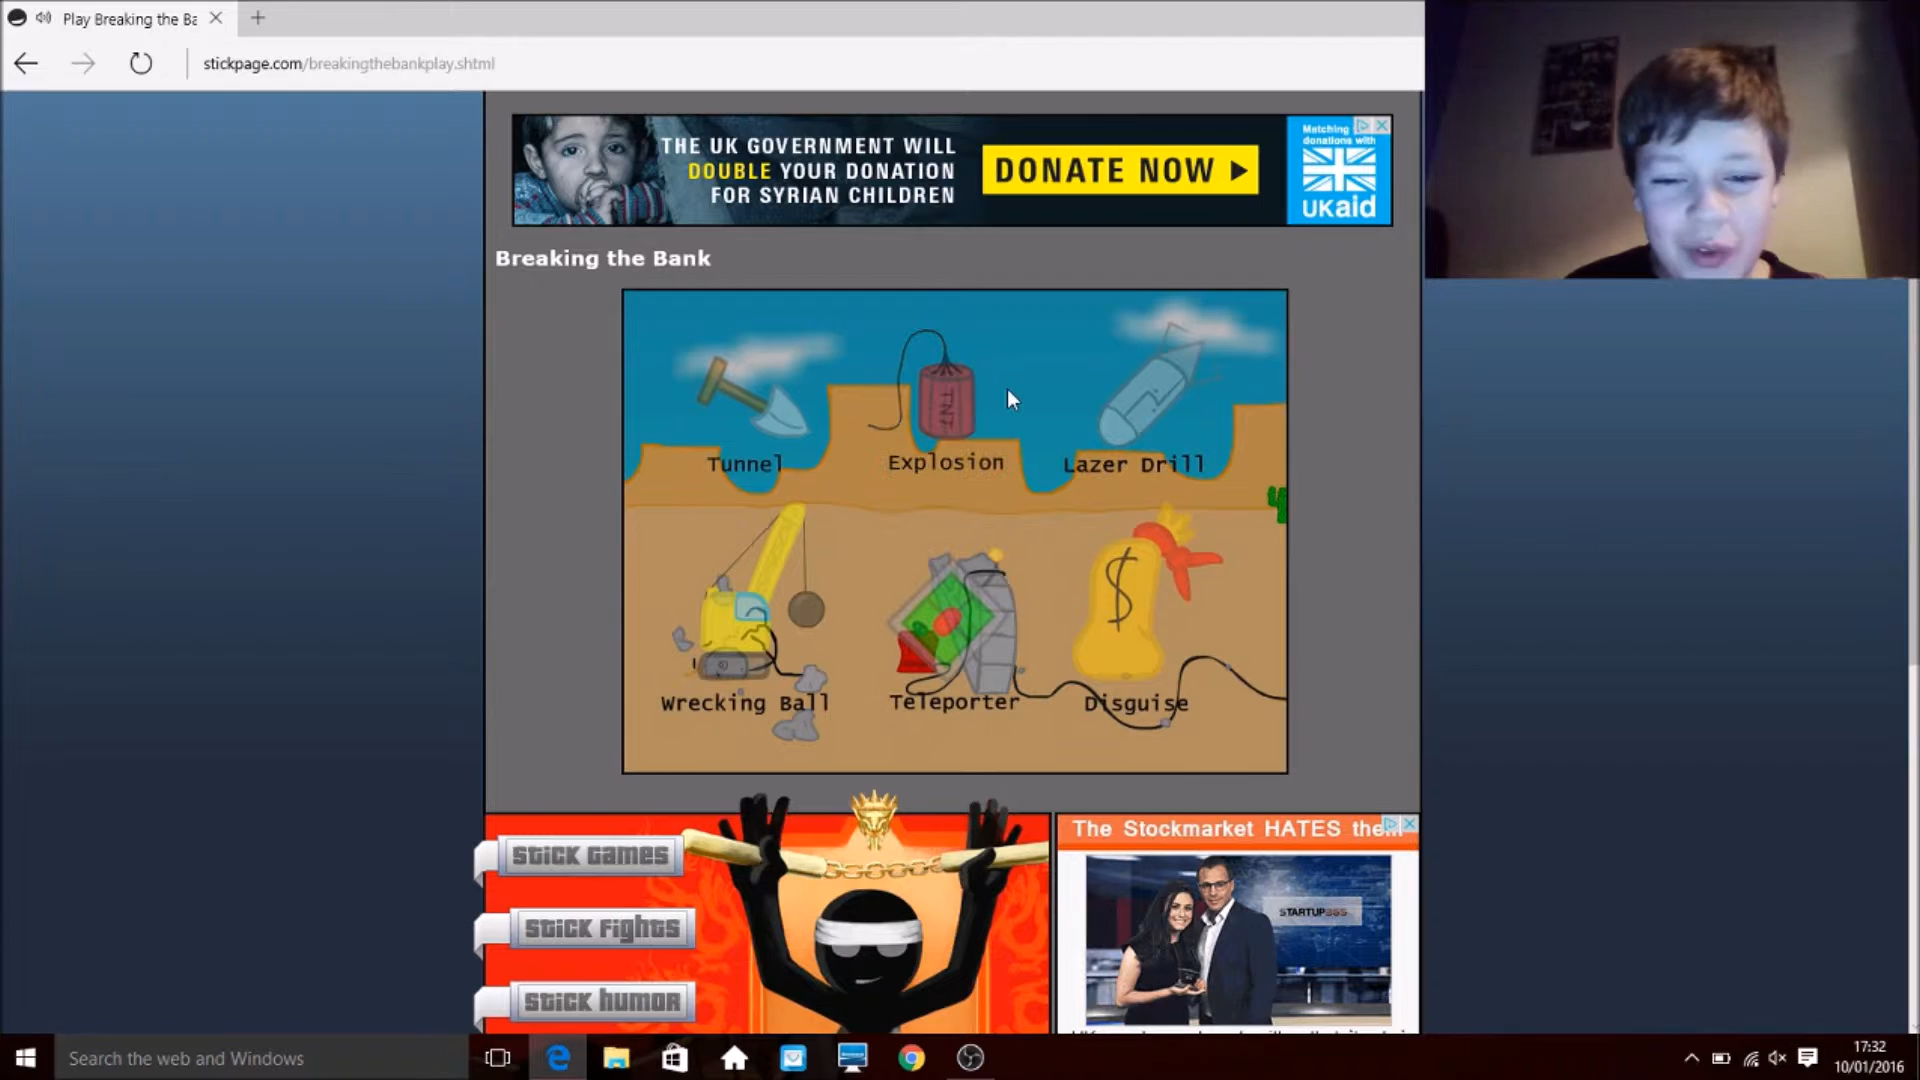 Play Breaking the Ba
stickpage.com/breakingthebankplay.shtml
THE UK GOVERNMENT WILL
DOUBLE YOUR DONATION
FOR SYRIAN CHILDREN
DONATE NOW
Matching
donations with
UKaid
Breaking the Bank
TNT
Tunnel
Explosion
Lazer Drill
$
Wrecking Ball
Teleporter
Disguise
STICK GAMES
STICK FIGHTS
STICK HUMOR
The Stockmarket HATES the
STARTUP365
Search the web and Windows
17:32
10/01/2016